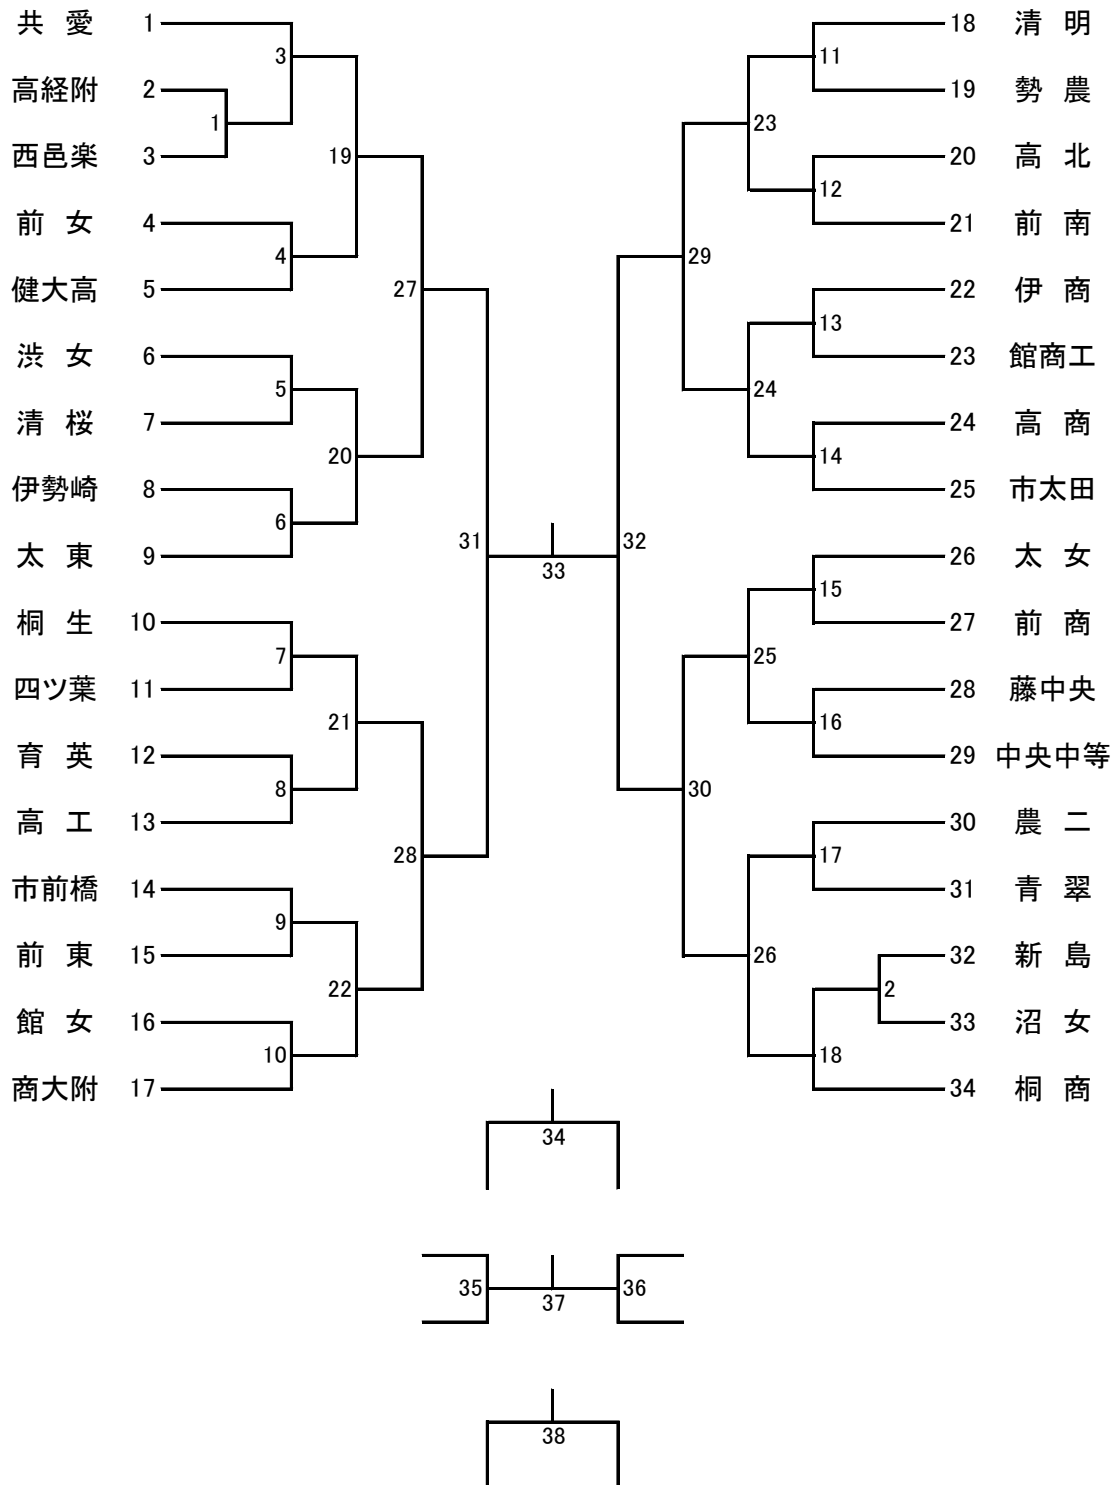 共 愛 1 18 清 明
3 11
高経附 2 19 勢 農
1 23
西邑楽 3 19 20 高 北
12
前 女 4 21 前 南
4 29
健大高 5 27 22 伊 商
13
渋 女 6 23 館商工
5 24
清 桜 7 24 高 商
20 14
伊勢崎 8 25 市太田
6 31 32
太 東 9 33 26 太 女
15
桐 生 10 27 前 商
7 25
四ツ葉 11 28 藤中央
21 16
育 英 12 29 中央中等
8 30
高 工 13 30 農 二
28 17
市前橋 14 31 青 翠
9
前 東 15 26 32 新 島
22 2
館 女 16 33 沼 女
10 18
商大附 17 34 桐 商
34
35 37 36
38